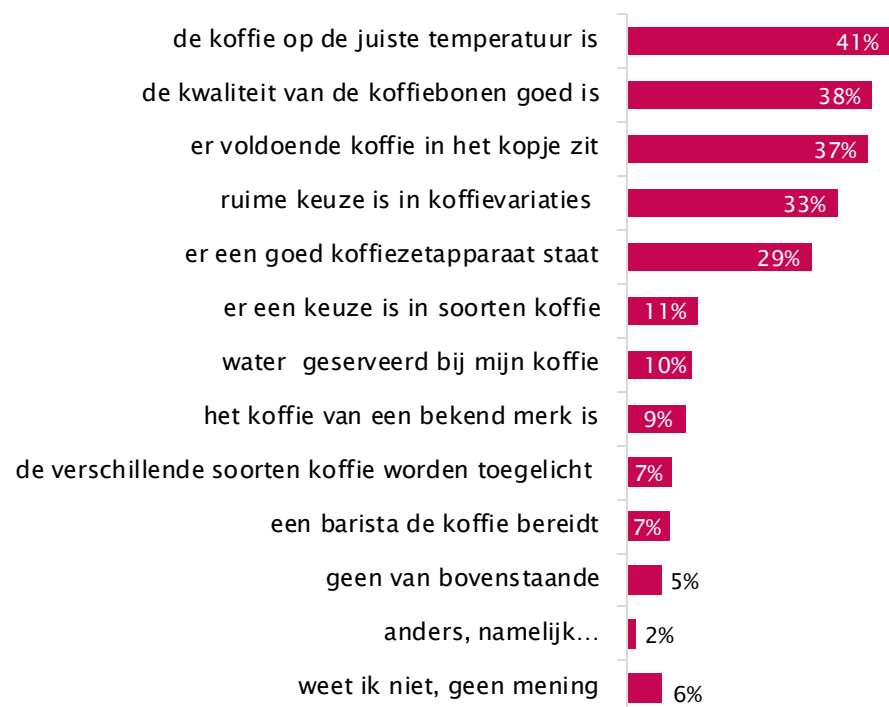 de koffie op de juiste temperatuur is 41%
de kwaliteit van de koffiebonen goed is 38%
er voldoende koffie in het kopje zit 37%
ruime keuze is in koffievariaties 33%
er een goed koffiezetapparaat staat 29%
er een keuze is in soorten koffie 11%
water geserveerd bij mijn koffie 10%
het koffie van een bekend merk is 9%
de verschillende soorten koffie worden toegelicht 7%
een barista de koffie bereidt 7%
geen van bovenstaande 5%
anders, namelijk... 2%
weet ik niet, geen mening 6%